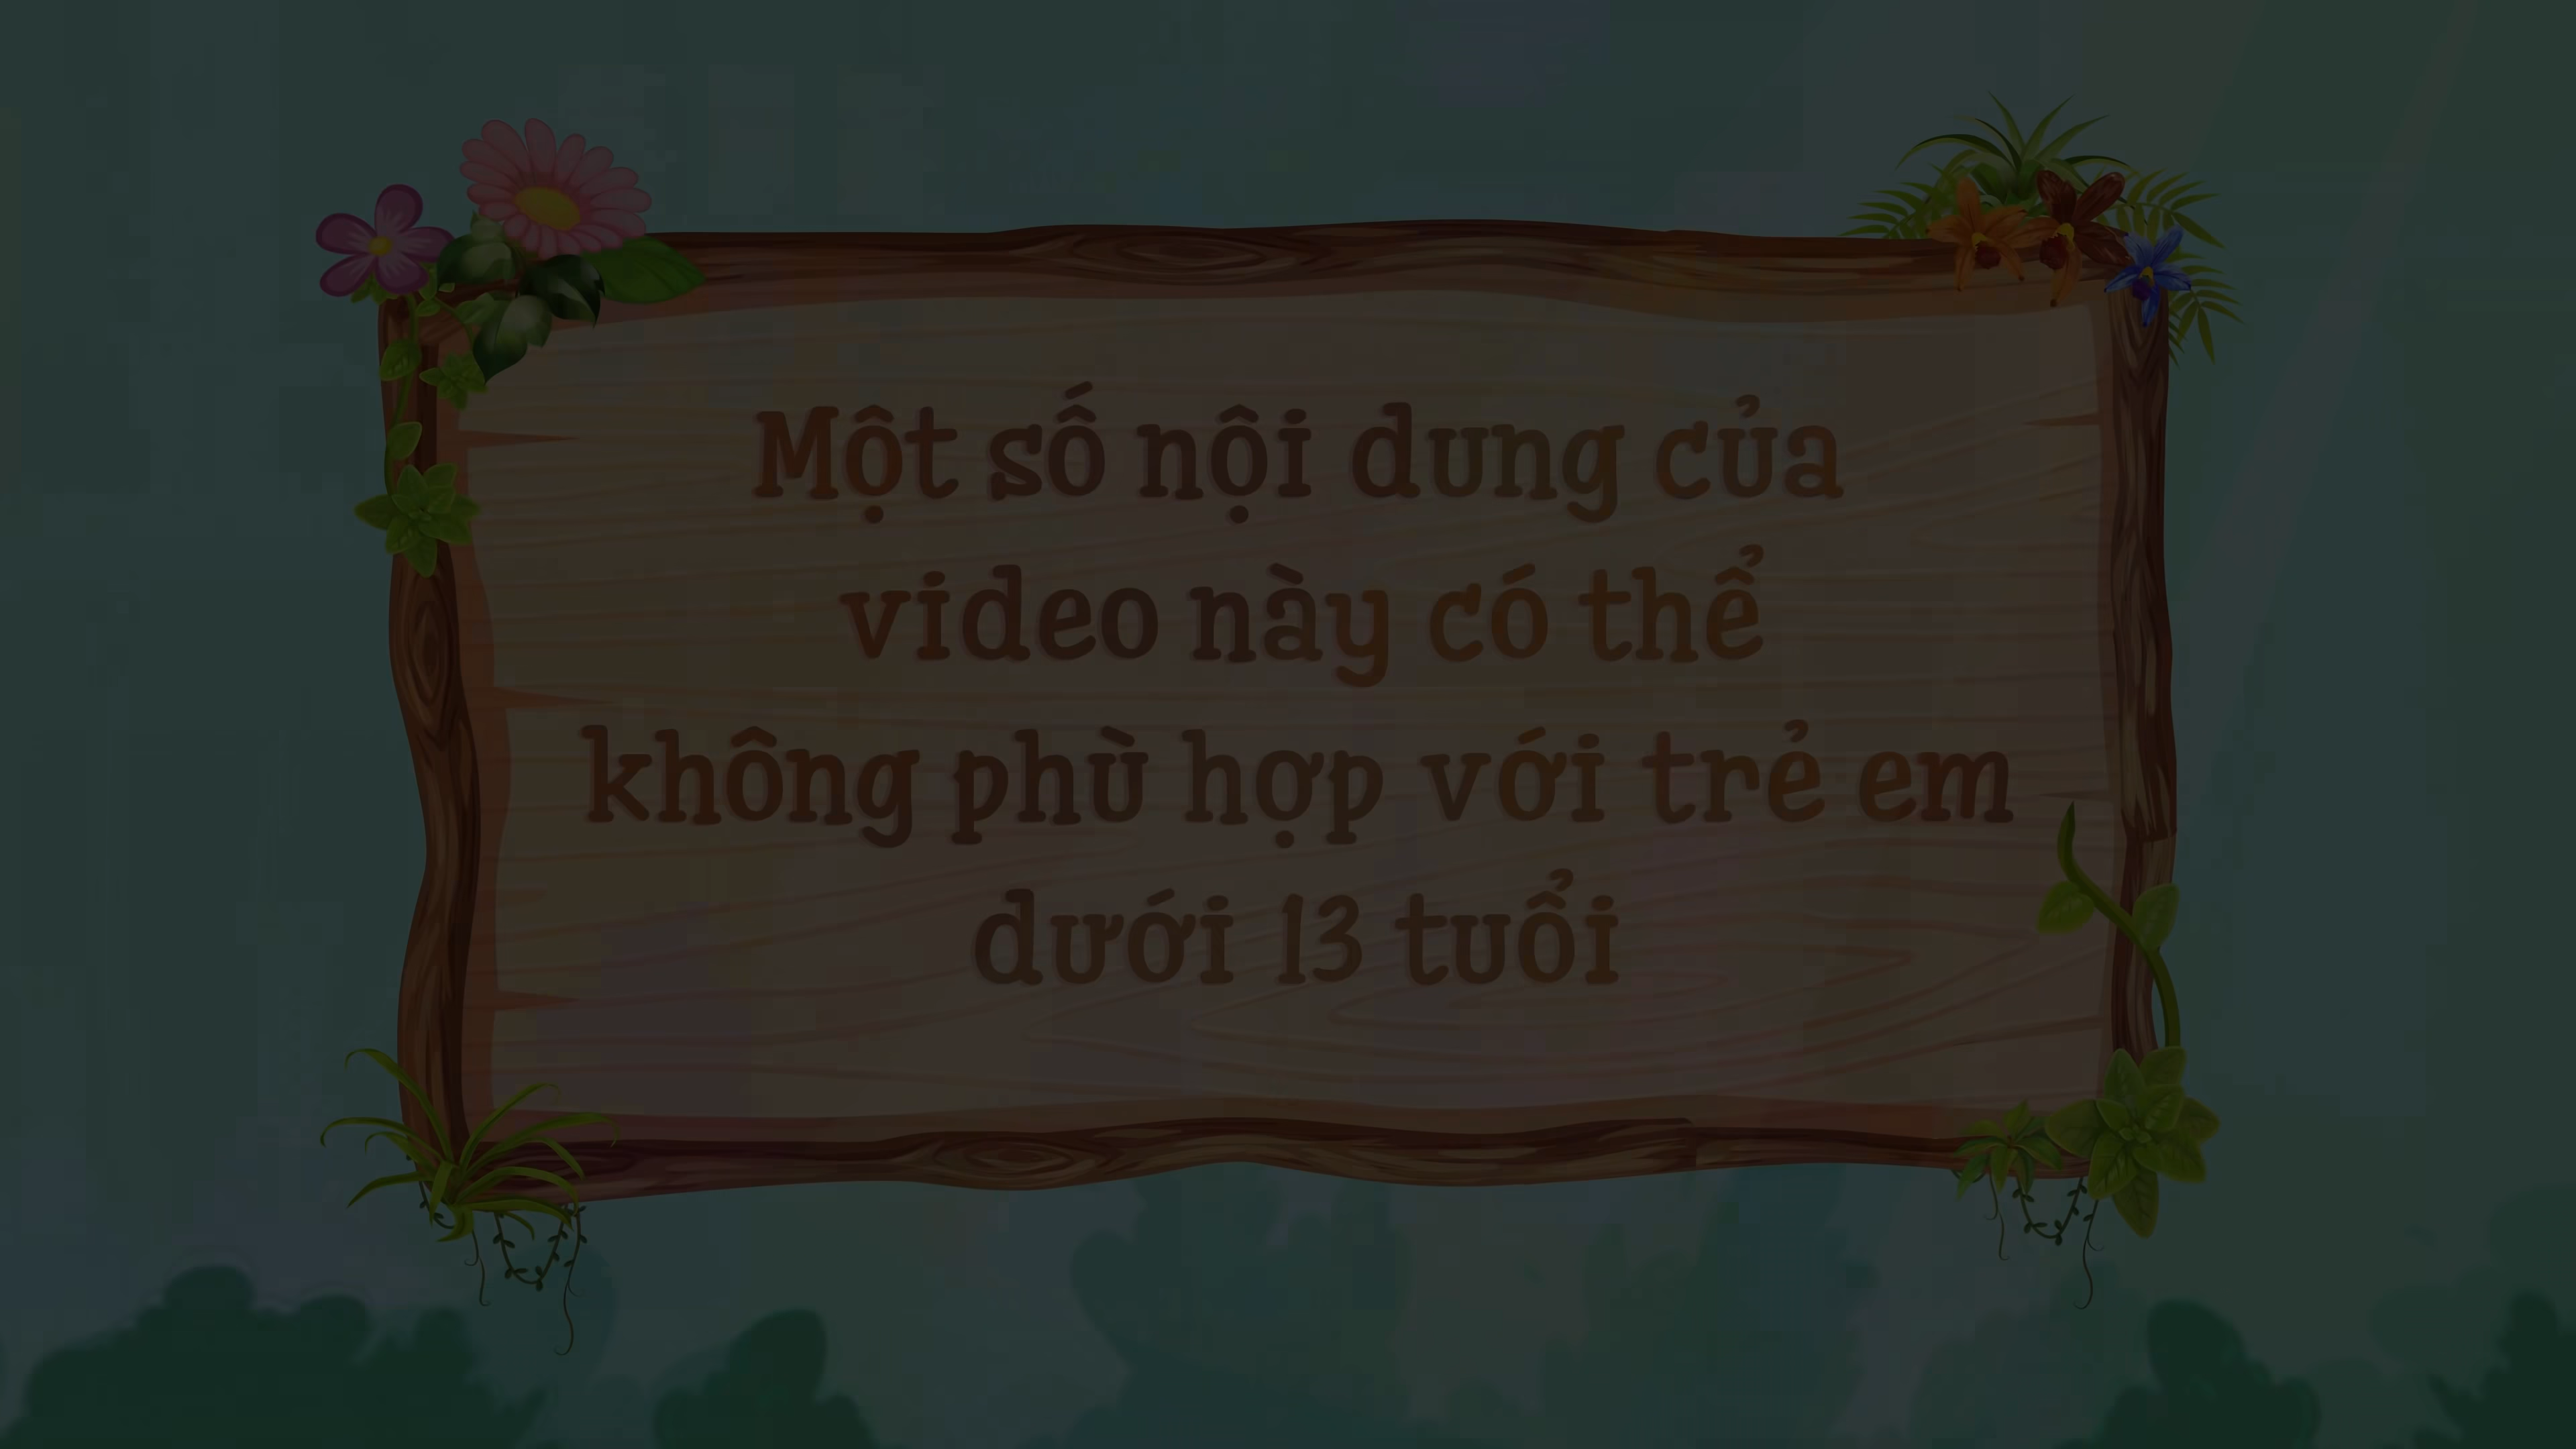 Một số nội dung của
video này có thể
không phù hợp với trẻ em
dưới 13 tuổi